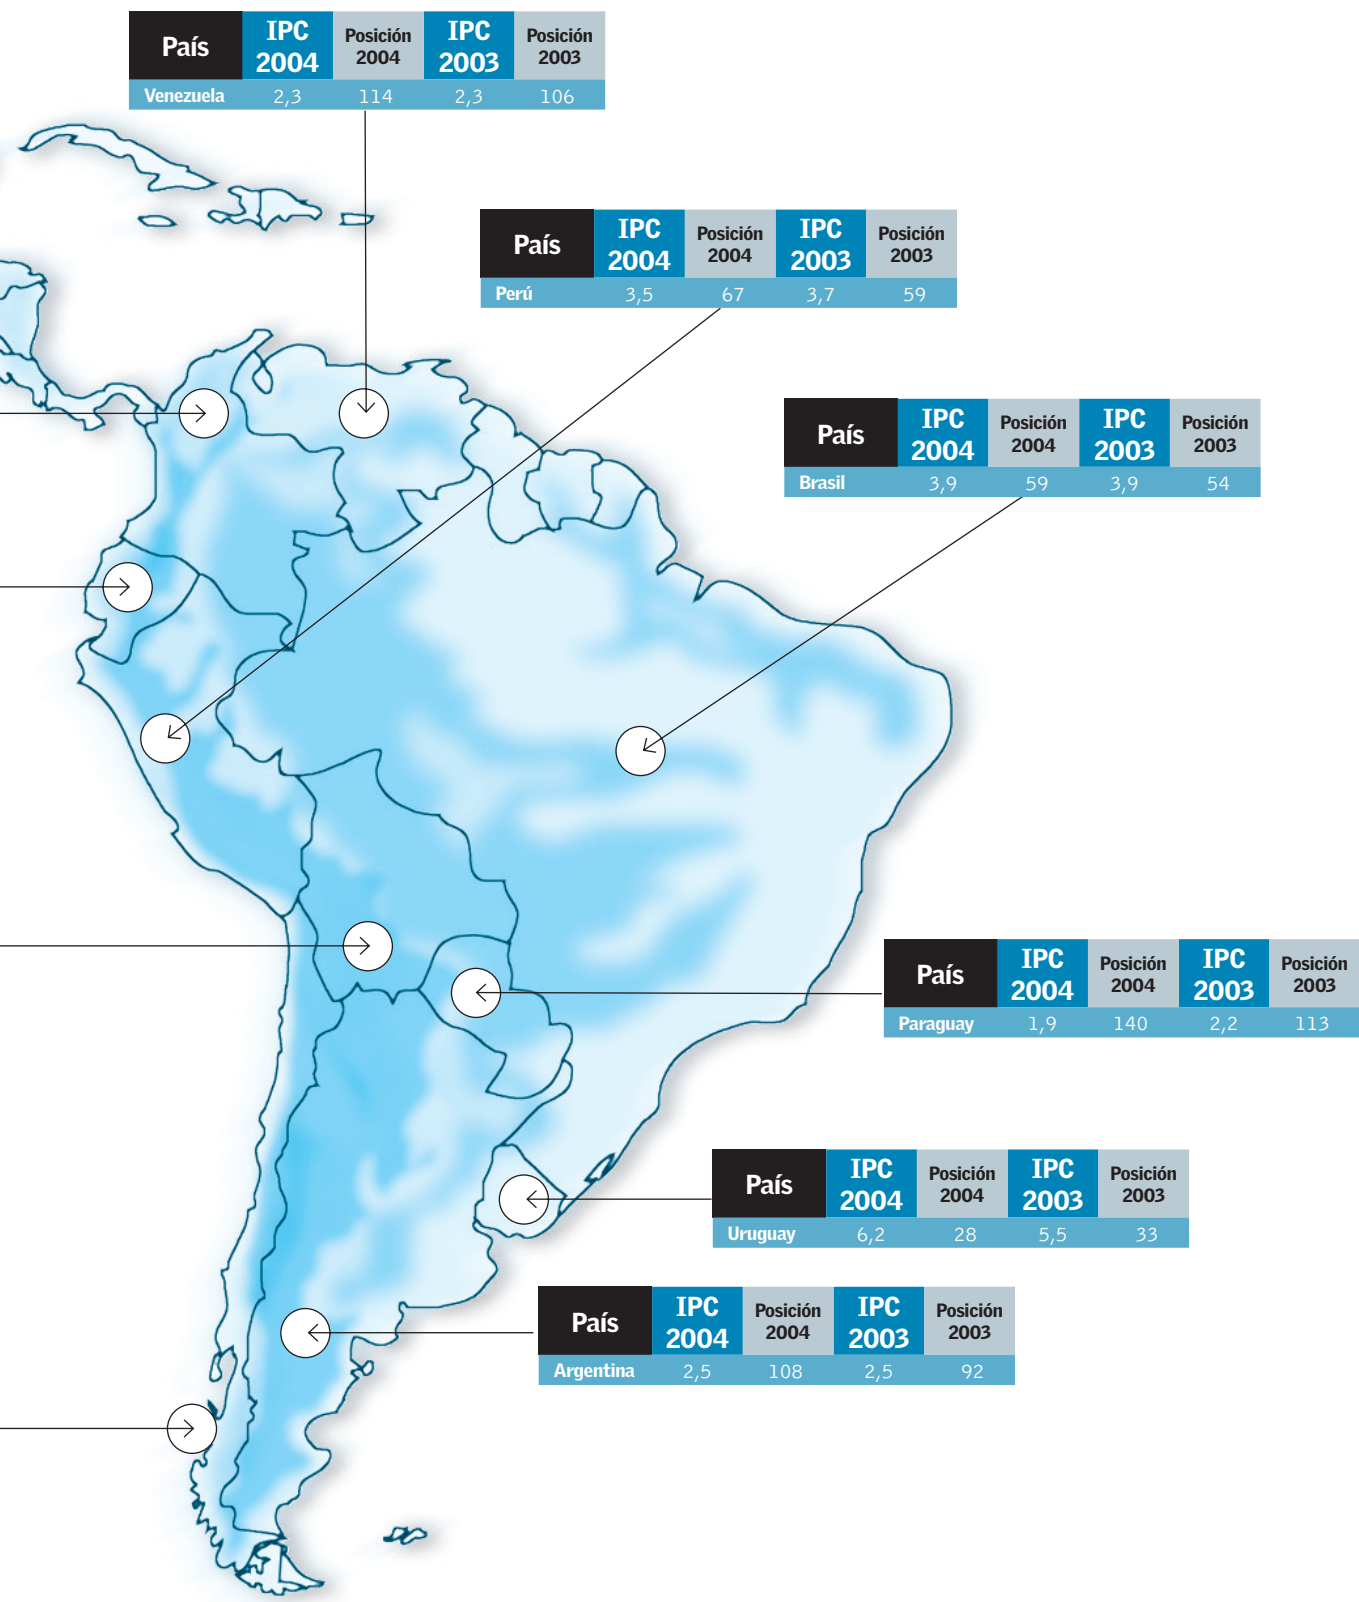 País IPC 2004 Posición 2004 IPC 2003 Posición 2003
Venezuela 2,3 114 2,3 106
País IPC 2004 Posición 2004 IPC 2003 Posición 2003
Perú 3,5 67 3,7 59
País IPC 2004 Posición 2004 IPC 2003 Posición 2003
Brasil 3,9 59 3,9 54
País IPC 2004 Posición 2004 IPC 2003 Posición 2003
Paraguay 1,9 140 2,2 113
País IPC 2004 Posición 2004 IPC 2003 Posición 2003
Uruguay 6,2 28 5,5 33
País IPC 2004 Posición 2004 IPC 2003 Posición 2003
Argentina 2,5 108 2,5 92